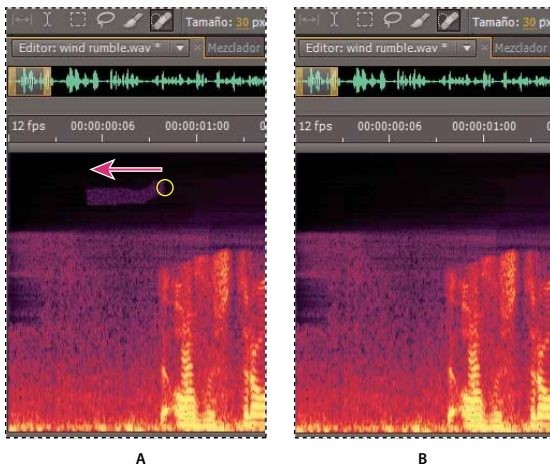 Tamaño: 30 px
Editor: wind rumble.wav *
Mezclador
12 fps 00:00:00:06 00:00:01:00
A
Tamaño: 30 px
Editor: wind rumble.wav *
Mezclador
12 fps 00:00:00:06 00:00:01:00
B